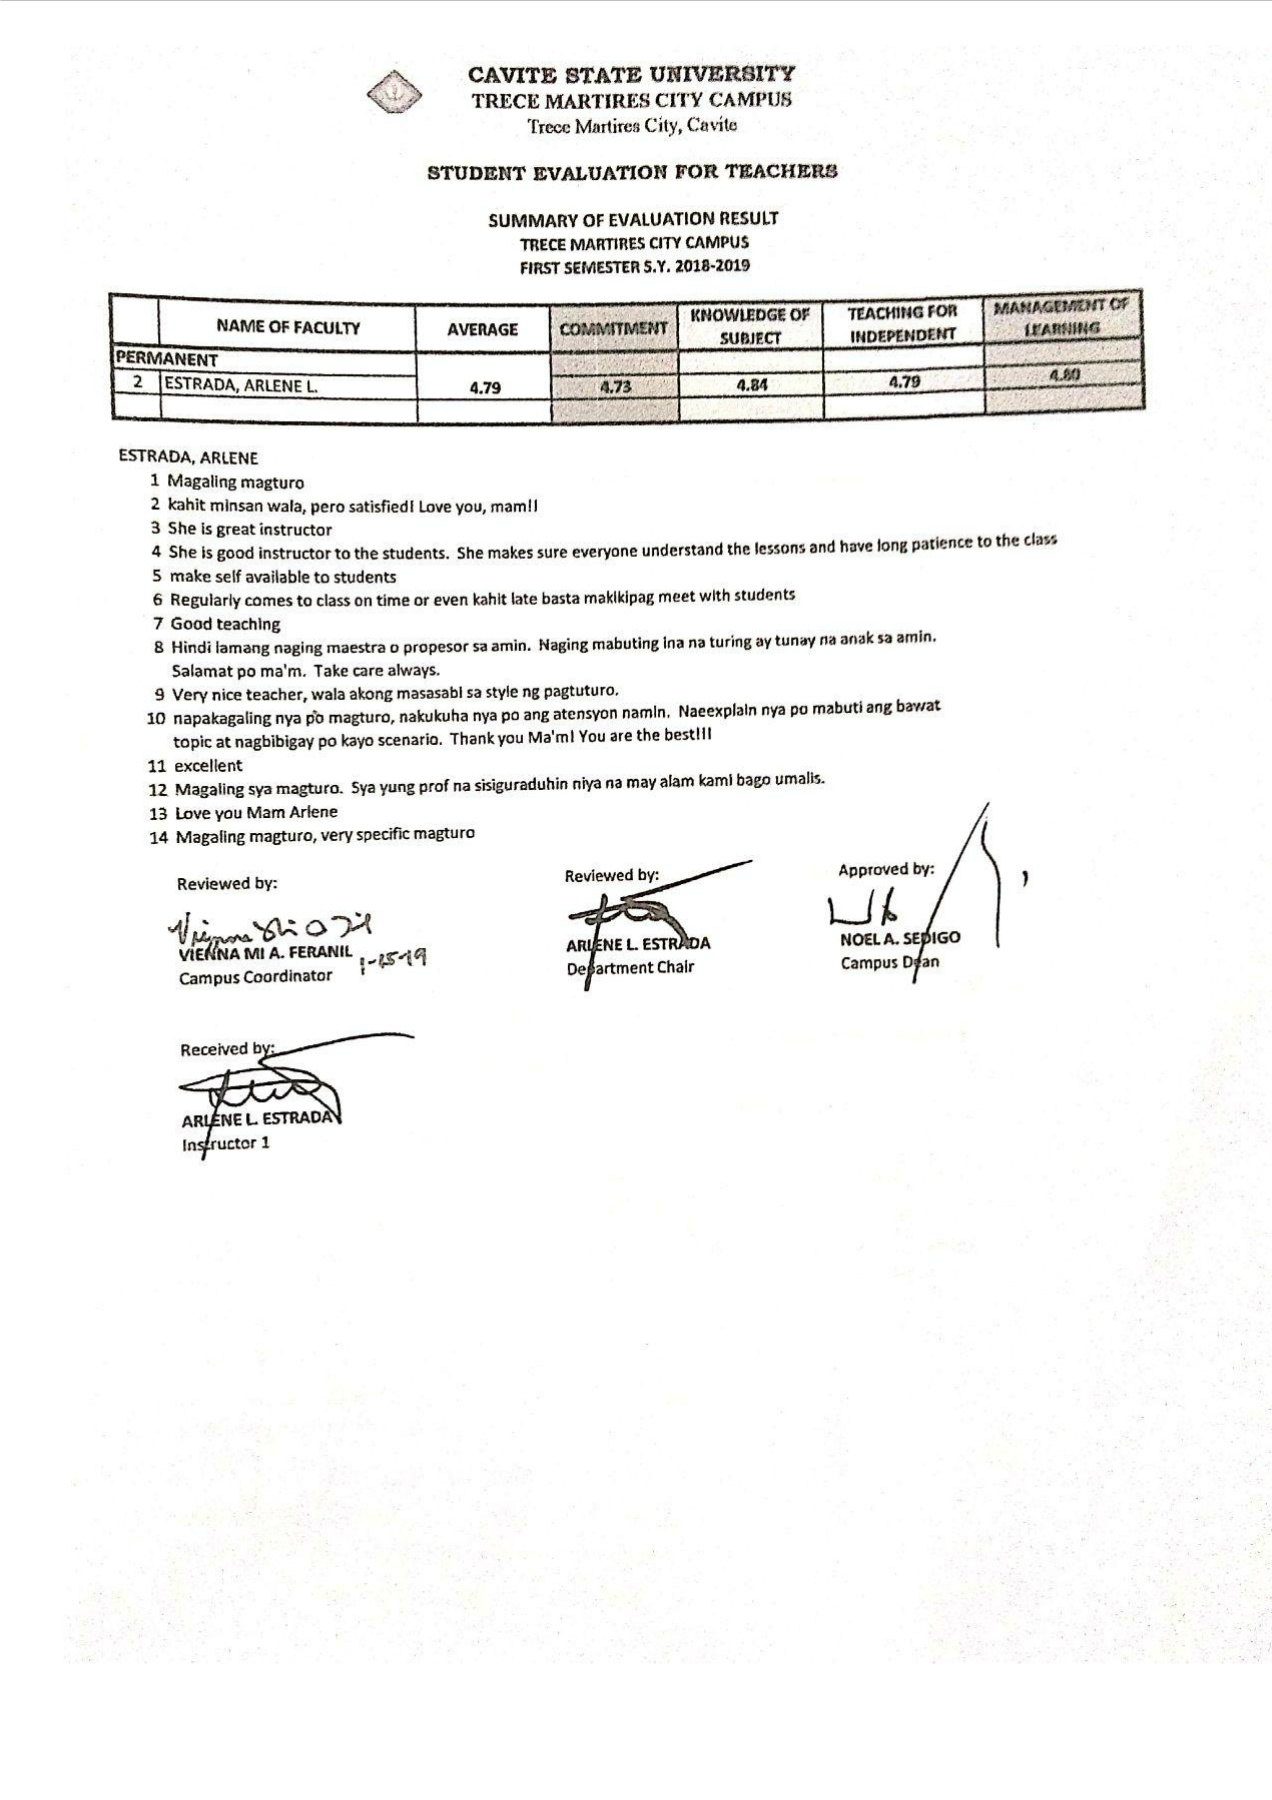 CAVITE STATE UNIVERSITY
TRECE MARTIRES CITY CAMPUS
Trece Martires City, Cavite
STUDENT EVALUATION FOR TEACHERS
SUMMARY OF EVALUATION RESULT
TRECE MARTIRES CITY CAMPUS
FIRST SEMESTER S.Y. 2018-2019
NAME OF FACULTY AVERAGE COMMITMENT KNOWLEDGE OF SUBJECT TEACHING FOR INDEPENDENT MANAGEMENT OF LEARNING
PERMANENT
2 ESTRADA, ARLENE L. 4.79 4.73 4.84 4.79 4.80
ESTRADA, ARLENE
1 Magaling magturo
2 kahit minsan wala, pero satisfied! Love you, mam!!
3 She is great instructor
4 She is good instructor to the students. She makes sure everyone understand the lessons and have long patience to the class
5 make self available to students
6 Regularly comes to class on time or even kahit late basta makikipag meet with students
7 Good teaching
8 Hindi lamang naging maestra o propesor sa amin. Naging mabuting ina na turing ay tunay na anak sa amin.
Salamat po ma'm. Take care always.
9 Very nice teacher, wala akong masasabi sa style ng pagtuturo.
10 napakagaling nya po magturo, nakukuha nya po ang atensyon namin. Naeexplain nya po mabuti ang bawat
topic at nagbibigay po kayo scenario. Thank you Ma'm! You are the best!!!
11 excellent
12 Magaling sya magturo. Sya yung prof na sisiguraduhin niya na may alam kami bago umalis.
13 Love you Mam Arlene
14 Magaling magturo, very specific magturo
Reviewed by: Reviewed by: Approved by:
VIENNA MI A. FERANIL 1-25-19 ARLENE L. ESTRADA NOEL A. SEDIGO
Campus Coordinator Department Chair Campus Dean
Received by:
ARLENE L. ESTRADA
Instructor 1